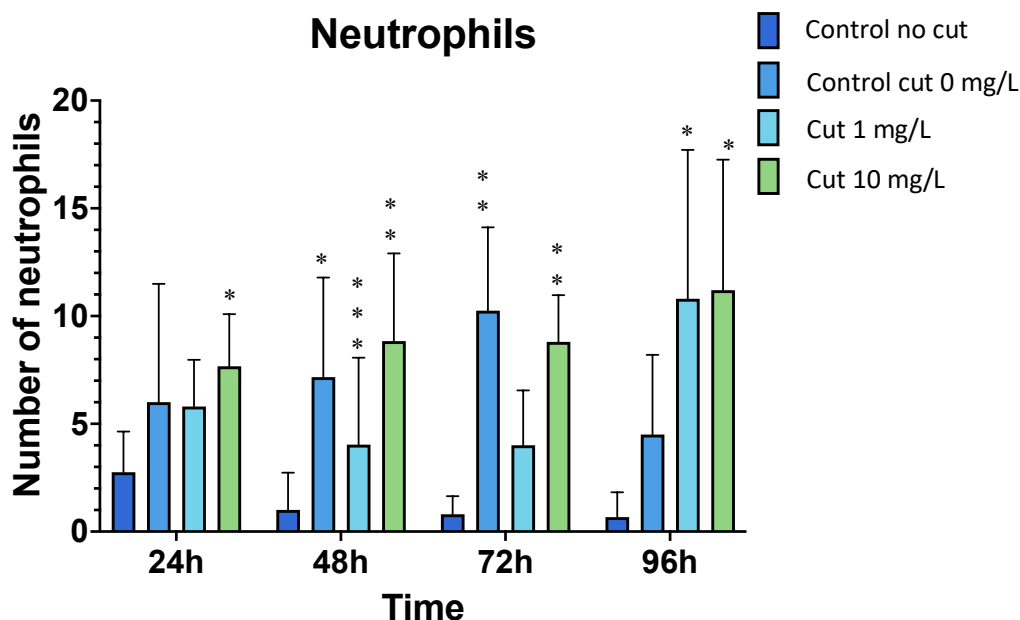 Neutrophils
Control no cut
Control cut 0 mg/L
Cut 1 mg/L
Cut 10 mg/L
Number of neutrophils
20
15
10
5
0
*
*
*
*
*
*
*
*
*
*
*
*
*
*
24h
48h
72h
96h
Time